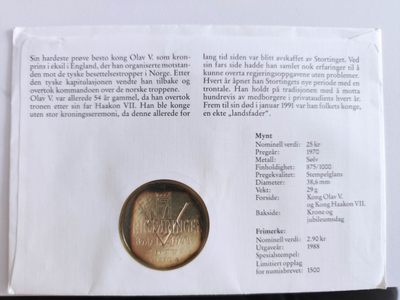 Sin hardeste prøve besto kong Olav V. som kron-
prins i eksil i England, der han organiserte motstan-
den mot de tyske besettelsestropper i Norge. Etter
den tyske kapitulasjonen vendte han tilbake og
overtok kommandoen over de norske troppene.
Olav V. var allerede 54 år gammel, da han overtok
tronen etter sin far Haakon VII. Han ble konge
uten stor kroningsseremoni, da denne allerede for
lang tid siden var blitt avskaffet av Stortinget. Ved
sin fars side hadde han samlet nok erfaringer til å
kunne overta regjeringsoppgavene uten problemer.
Hvert år åpnet han Stortingets nye periode med en
trontale. Han holdt på tradisjonen med å motta
hundrevis av modborgere i privataudiens hvert år.
Frem til sin død i januar 1991 var han folkets konge,
en ekte „landsfader".
Mynt
Nominell verdi: 25 kr
Pregeår: 1970
Metall: Sølv
Finholdighet: 875/1000
Pregekvalitet: Stempelglans
Diameter: 38,6 mm
Vekt: 29 g
Forside: Kong Olav V.
og Kong Haakon VII.
Bakside: Krone og
jubileumsdag
Frimerke:
Nominell verdi: 2.90 kr
Utgaveår: 1988
Spesialstempel:
Limitiert opplag
for numisbrevet: 1500